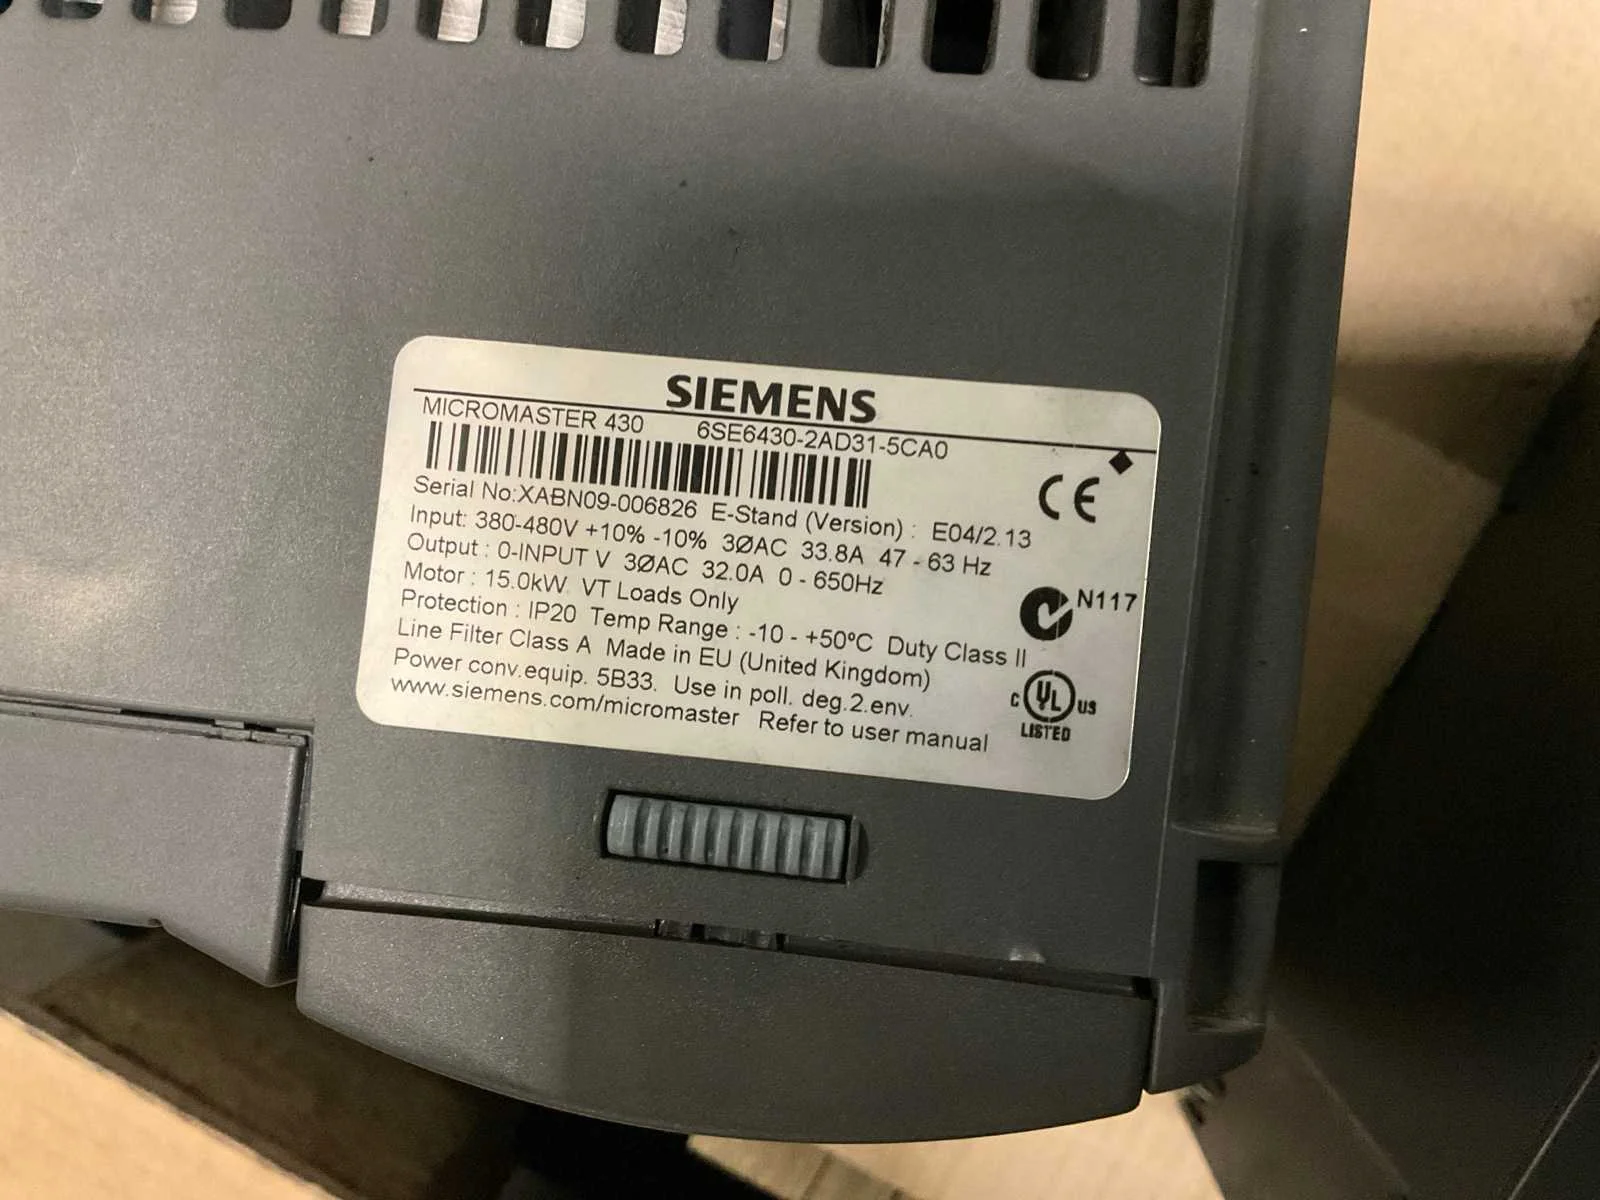 SIEMENS
MICROMASTER 430 6SE6430-2AD31-5CA0
CE
Serial No:XABN09-006826 E-Stand (Version) : E04/2.13
Input: 380-480V +10% -10% 3ØAC 33.8A 47 - 63 Hz
Output : 0-INPUT V 3ØAC 32.0A 0 - 650Hz
N117
Motor : 15.0kW VT Loads Only
Protection : IP20 Temp Range : -10 - +50ºC Duty Class II
Line Filter Class A Made in EU (United Kingdom)
Power conv.equip. 5B33. Use in poll. deg.2.env.
www.siemens.com/micromaster Refer to user manual
C UL US
LISTED